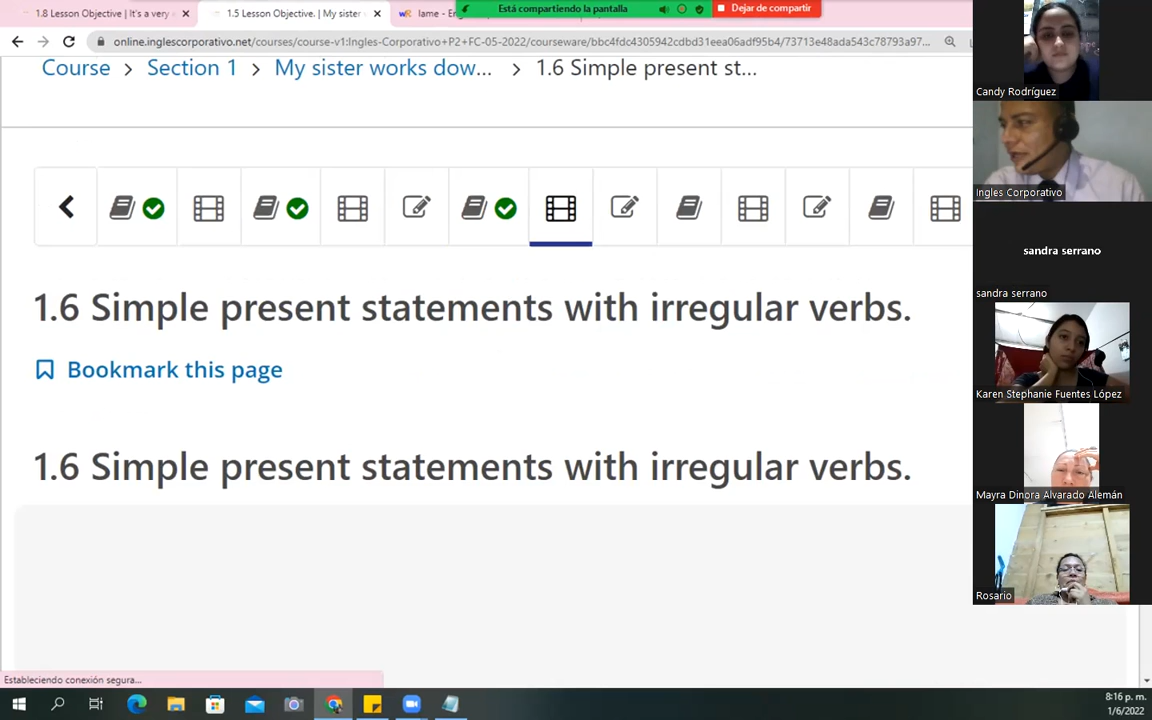 1.8 Lesson Objective | It's a very
1.5 Lesson Objective. | My sister
lame - En
Está compartiendo la pantalla
Dejar de compartir
online.inglescorporativo.net/courses/course-v1:Ingles-Corporativo+P2+FC-05-2022/courseware/bbc4fdc4305942cdbd31eea06adf95b4/73713e48ada543c78793a97...
Course > Section 1 > My sister works dow... > 1.6 Simple present st...
1.6 Simple present statements with irregular verbs.
Bookmark this page
1.6 Simple present statements with irregular verbs.
Candy Rodríguez
Ingles Corporativo
sandra serrano
sandra serrano
Karen Stephanie Fuentes López
Mayra Dinora Alvarado Alemán
Rosario
Estableciendo conexión segura...
8:16 p. m.
1/6/2022